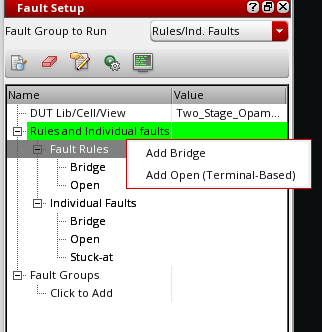 Fault Setup
Fault Group to Run Rules/Ind. Faults
Name Value
DUT Lib/Cell/View Two_Stage_Opam...
Rules and Individual faults
Fault Rules
Add Bridge
Bridge
Add Open (Terminal-Based)
Open
Individual Faults
Bridge
Open
Stuck-at
Fault Groups
Click to Add